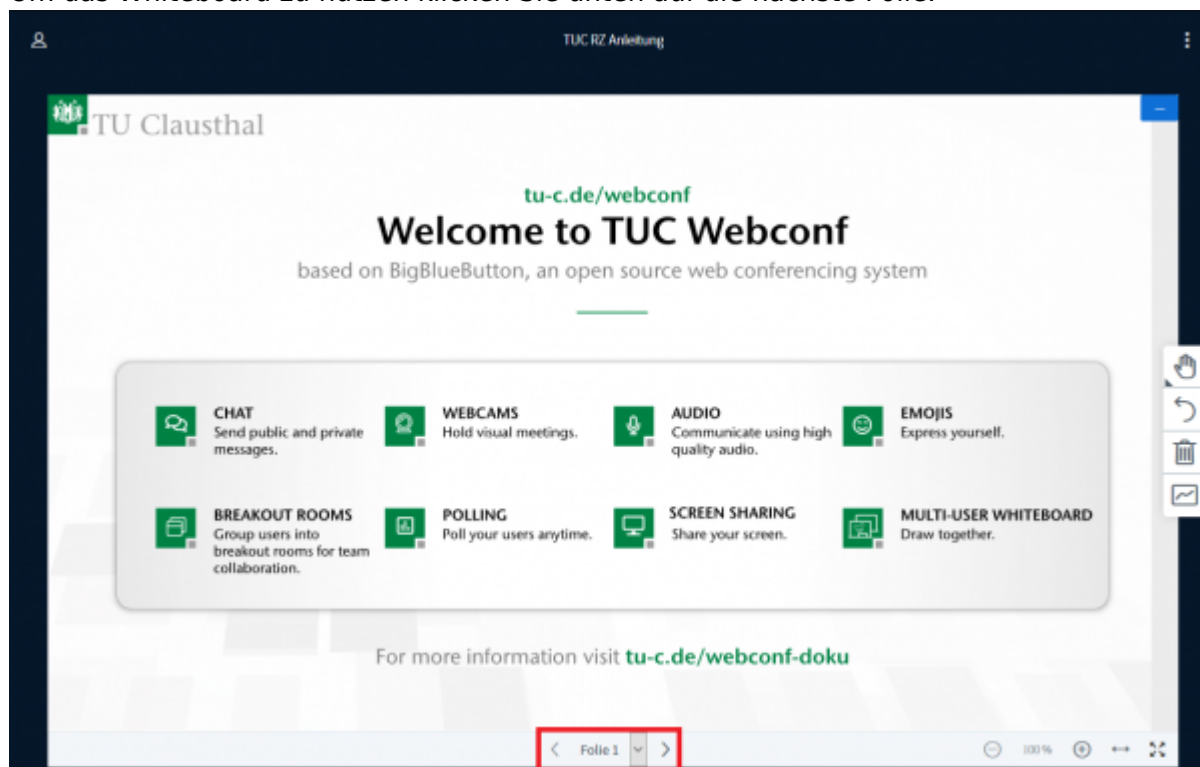 Um das Whiteboard zu nutzen klicken Sie unten auf die nächste Folie.
TUC RZ Anleitung
TU Clausthal
tu-c.de/webconf
Welcome to TUC Webconf
based on BigBlueButton, an open source web conferencing system
CHAT
Send public and private
messages.
WEBCAMS
Hold visual meetings.
AUDIO
Communicate using high
quality audio.
EMOJIS
Express yourself.
BREAKOUT ROOMS
Group users into
breakout rooms for team
collaboration.
POLLING
Poll your users anytime.
SCREEN SHARING
Share your screen.
MULTI-USER WHITEBOARD
Draw together.
For more information visit tu-c.de/webconf-doku
Folie 1
100 %